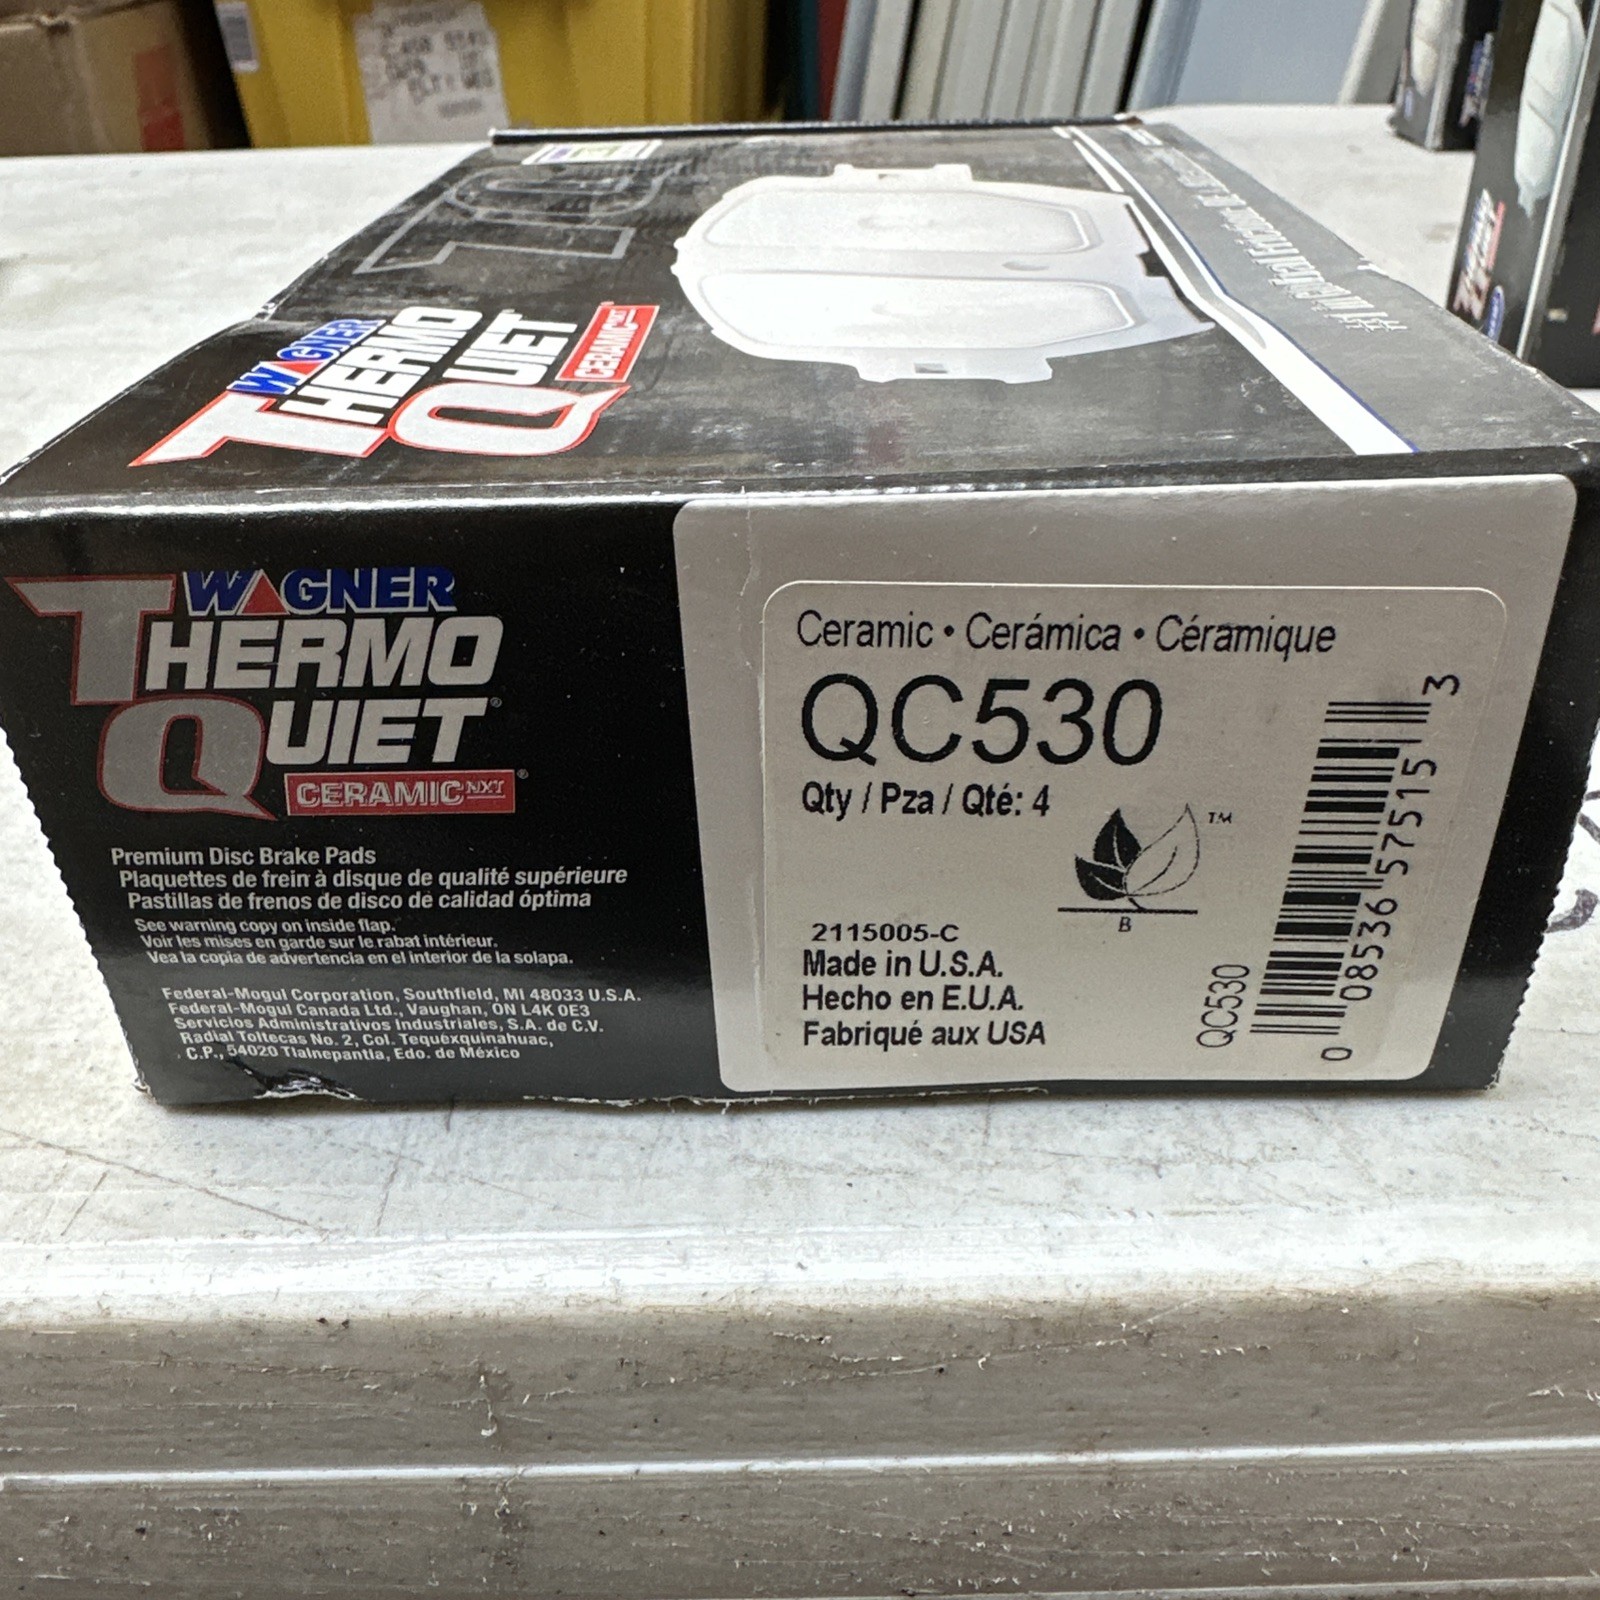 TQ
WAGNER
THERMO
QUIET
CERAMIC NXT
WAGNER
THERMO
QUIET®
CERAMIC NXT®
Premium Disc Brake Pads
Plaquettes de frein à disque de qualité supérieure
Pastillas de frenos de disco de calidad óptima
See warning copy on inside flap.
Voir les mises en garde sur le rabat intérieur.
Vea la copia de advertencia en el interior de la solapa.
Federal-Mogul Corporation, Southfield, MI 48033 U.S.A.
Federal-Mogul Canada Ltd., Vaughan, ON L4K 0E3
Servicios Administrativos Industriales, S.A. de C.V.
Radial Toltecas No. 2, Col. Tequexquinahuac,
C.P., 54020 Tlalnepantla, Edo. de México
Ceramic • Cerámica • Céramique
QC530
Qty / Pza / Qté: 4
TM
B
2115005-C
Made in U.S.A.
Hecho en E.U.A.
Fabriqué aux USA
QC530
0 08536 57515 3